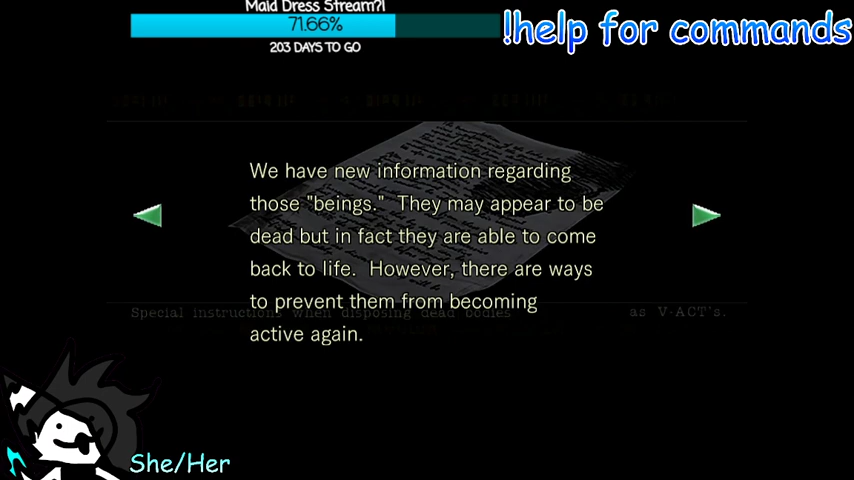 Maid Dress Stream?!
71.66%
203 DAYS TO GO
!help for commands
We have new information regarding
those "beings."  They may appear to be
dead but in fact they are able to come
back to life.  However, there are ways
to prevent them from becoming
active again.
Special instructions when disposing dead bodies as V-ACT's.
She/Her